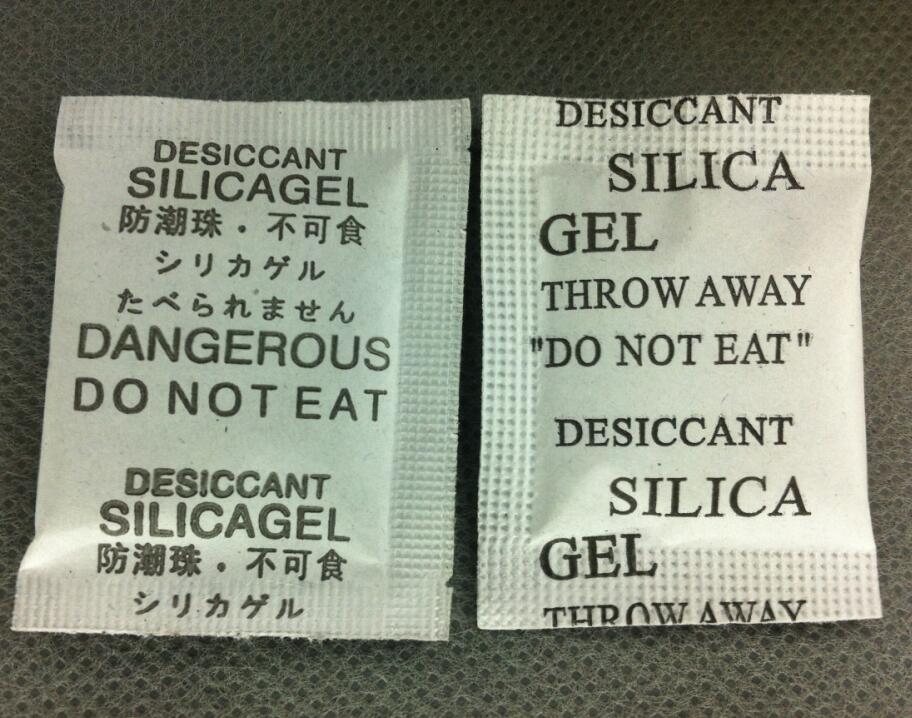 DESICCANT
SILICAGEL
防潮珠・不可食
シリカゲル
たべられません
DANGEROUS
DO NOT EAT
DESICCANT
SILICAGEL
防潮珠・不可食
シリカゲル
DESICCANT
SILICA
GEL
THROW AWAY
"DO NOT EAT"
DESICCANT
SILICA
GEL
THROW AWAY